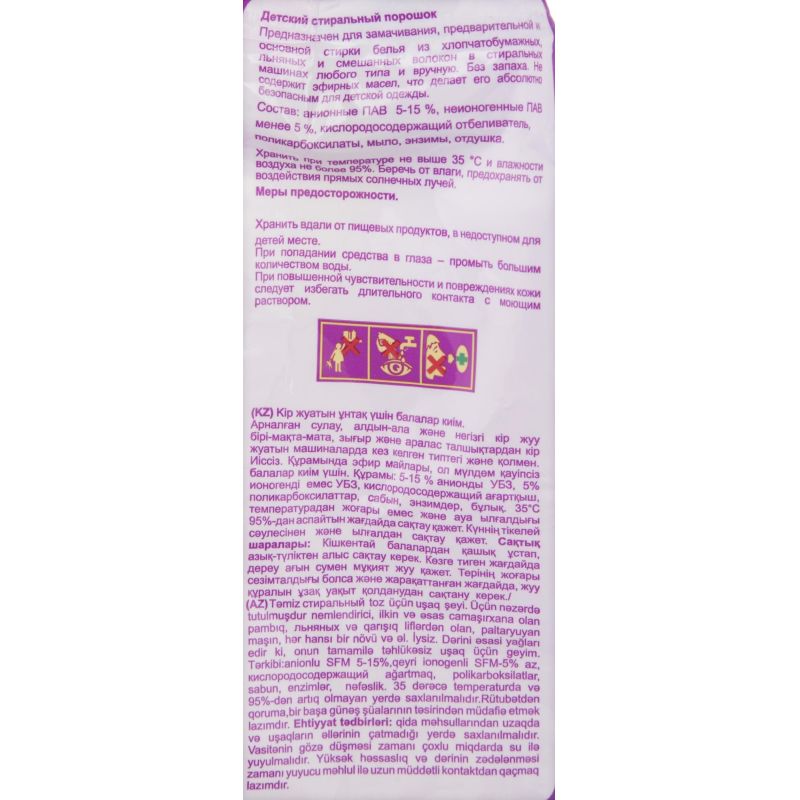 Детский стиральный порошок
Предназначен для замачивания, предварительной и
основной стирки белья из хлопчатобумажных,
льняных и смешанных волокон в стиральных
машинах любого типа и вручную. Без запаха. Не
содержит эфирных масел, что делает его абсолютно
безопасным для детской одежды.
Состав: анионные ПАВ 5-15 %, неионогенные ПАВ
менее 5 %, кислородосодержащий отбеливатель,
поликарбоксилаты, мыло, энзимы, отдушка.
Хранить при температуре не выше 35 °C и влажности
воздуха не более 95%. Беречь от влаги, предохранять от
воздействия прямых солнечных лучей.
Меры предосторожности.
Хранить вдали от пищевых продуктов, в недоступном для
детей месте.
При попадании средства в глаза – промыть большим
количеством воды.
При повышенной чувствительности и повреждениях кожи
следует избегать длительного контакта с моющим
раствором.
(KZ) Кір жуатын ұнтақ үшін балалар киім.
Арналған сулау, алдын-ала және негізгі кір жуу
бірі-мақта-мата, зығыр және аралас талшықтардан кір
жуатын машиналарда кез келген типтегі және қолмен.
Иіссіз. Құрамында эфир майлары, ол мүлдем қауіпсіз
балалар киім үшін. Құрамы: 5-15 % анионды УБЗ, 5%
ионогенді емес УБЗ, кислородосодержащий ағартқыш,
поликарбоксилаттар, сабын, энзимдер, бұлық. 35°C
температурадан жоғары емес және ауа ылғалдығы
95%-дан аспайтын жағдайда сақтау қажет. Күннің тікелей
сәулесінен және ылғалдан сақтау қажет. Сақтық
шаралары: Кішкентай балалардан қашық ұстап,
азық-түліктен алыс сақтау керек. Көзге тиген жағдайда
дереу ағын сумен мұқият жуу қажет. Терінің жоғары
сезімталдығы болса және жарақаттанған жағдайда, жуу
құралын ұзақ уақыт қолданудан сақтану керек./
(AZ) Təmiz стиральный toz üçün uşaq şeyi. Üçün nəzərdə
tutulmuşdur nemlendirici, ilkin və əsas camaşırxana olan
pambıq, льняных və qarışıq liflərdən olan, paltaryuyan
maşın, hər hansı bir növü və əl. İysiz. Dərini əsasi yağları
edir ki, onun tamamilə təhlükəsiz uşaq üçün geyim.
Tərkibi:anionlu SFM 5-15%,qeyri ionogenli SFM-5% az,
кислородосодержащий ağartmaq, polikarboksilatlar,
sabun, enzimlər, nəfəslik. 35 dərəcə temperaturda və
95%-dən artıq olmayan yerdə saxlanılmalıdır.Rütubətdən
qoruma,bir başa günəş şüalarının təsirindən müdafiə etmək
lazımdır. Ehtiyyat tədbirləri: qida məhsullarından uzaqda
və uşaqların əllərinin çatmadığı yerdə saxlanılmalıdır.
Vasitənin gözə düşməsi zamanı çoxlu miqdarda su ilə
yuyulmalıdır. Yüksək həssaslıq və dərinin zədələnməsi
zamanı yuyucu məhlul ilə uzun müddətli kontaktdan qaçmaq
lazımdır.